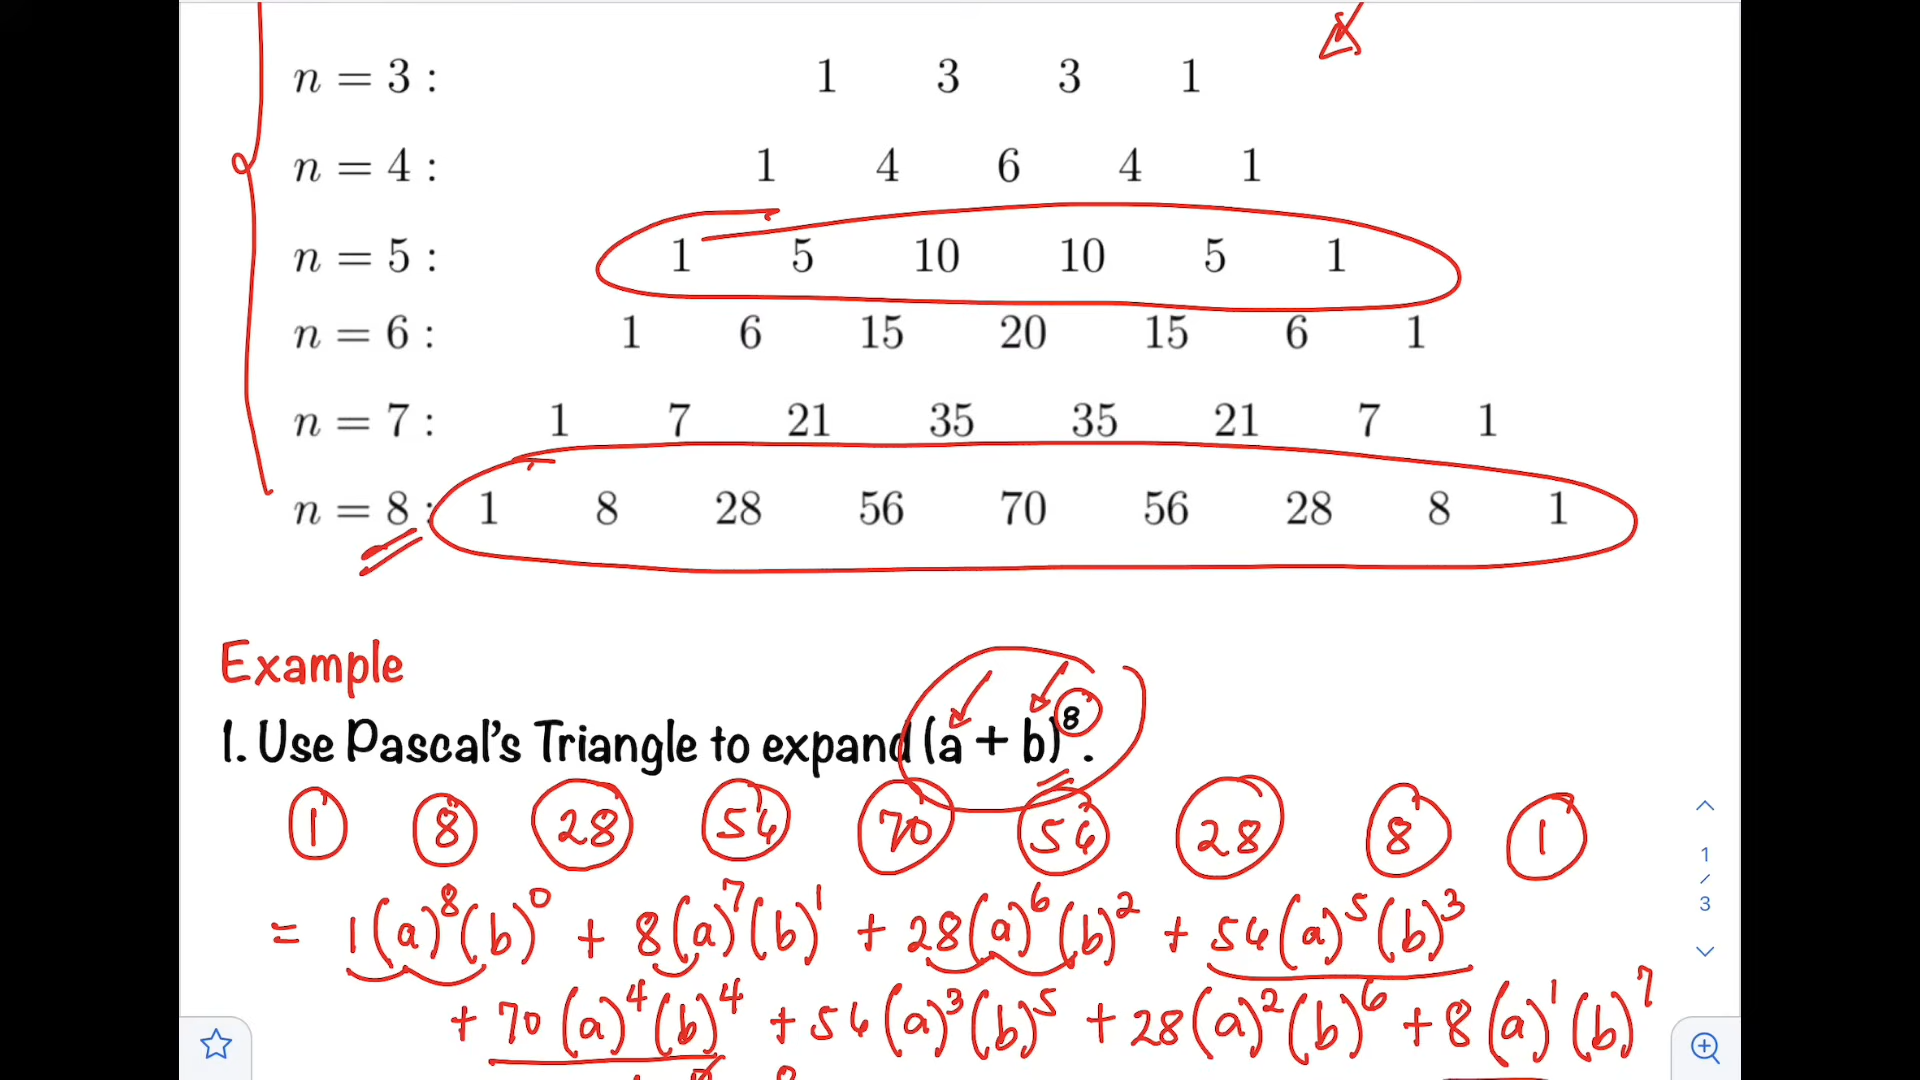 n = 3 : 1 3 3 1
n = 4 : 1 4 6 4 1
n = 5 : 1 5 10 10 5 1
n = 6 : 1 6 15 20 15 6 1
n = 7 : 1 7 21 35 35 21 7 1
n = 8 : 1 8 28 56 70 56 28 8 1
Example
1. Use Pascal's Triangle to expand (a + b)⁸.
1 8 28 56 70 56 28 8 1
= 1(a)⁸(b)⁰ + 8(a)⁷(b)¹ + 28(a)⁶(b)² + 56(a)⁵(b)³
+ 70(a)⁴(b)⁴ + 56(a)³(b)⁵ + 28(a)²(b)⁶ + 8(a)¹(b)⁷
1
/
3